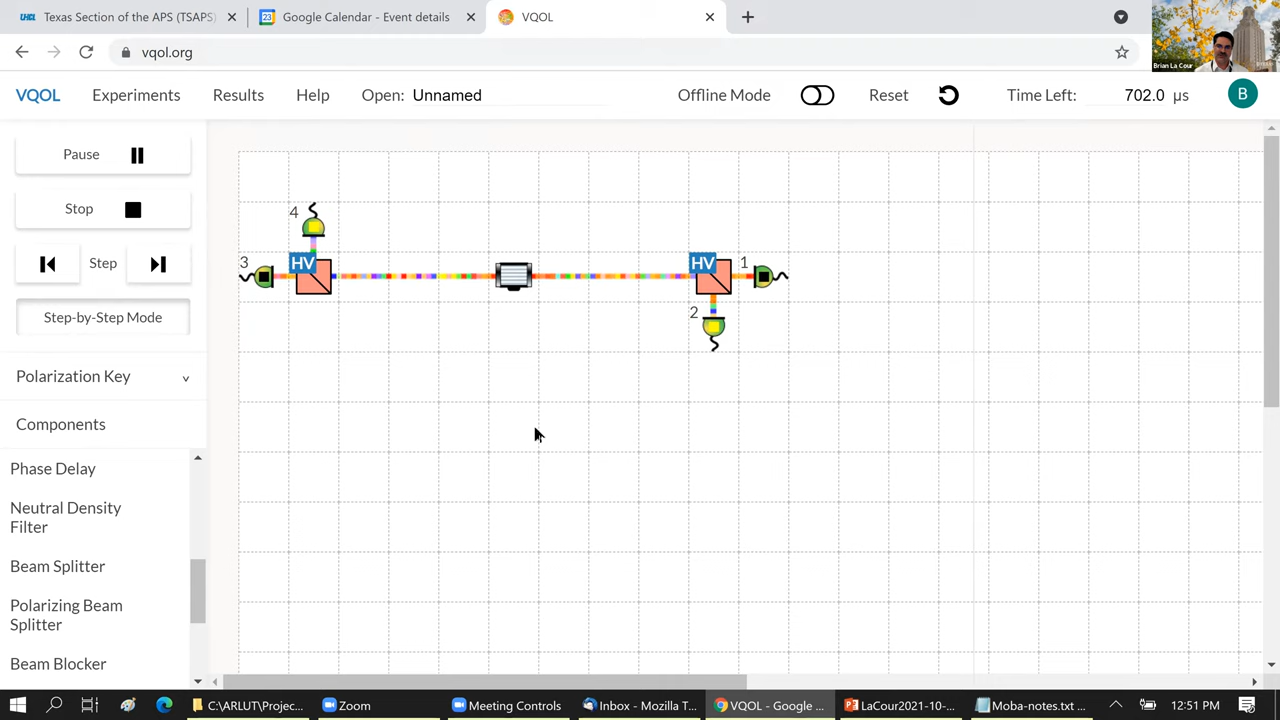 Texas Section of the APS (TSAPS)
Google Calendar - Event details
VQOL
vqol.org
Brian La Cour
VQOL Experiments Results Help Open: Unnamed Offline Mode Reset Time Left: 702.0 µs B
Pause
Stop
Step
Step-by-Step Mode
Polarization Key
Components
Phase Delay
Neutral Density
Filter
Beam Splitter
Polarizing Beam
Splitter
Beam Blocker
4
3
HV
HV
1
2
C:\ARLUT\Projec...
Zoom
Meeting Controls
Inbox - Mozilla T...
VQOL - Google ...
LaCour2021-10-...
Moba-notes.txt ...
12:51 PM